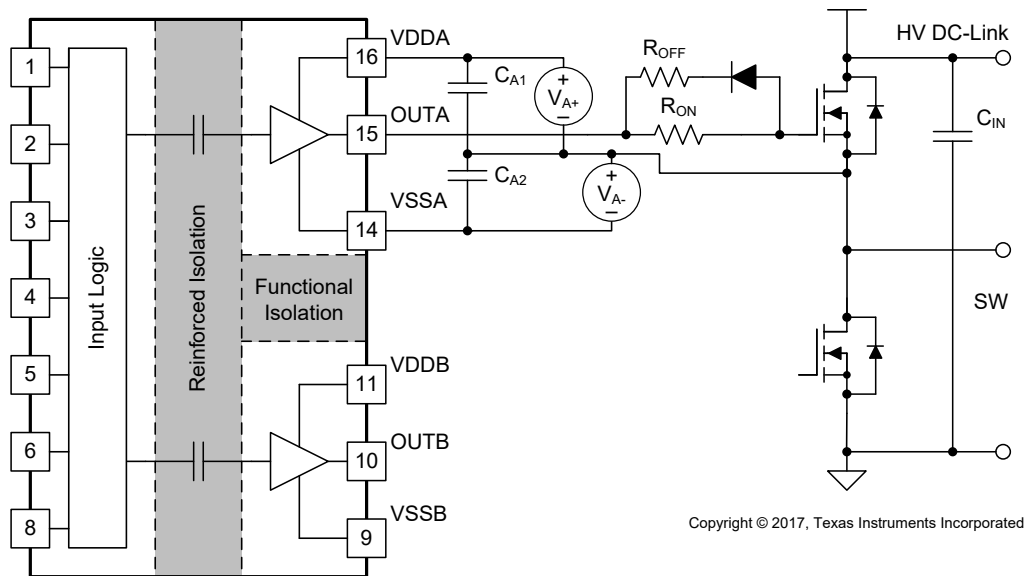 1
2
3
4
5
6
8
Input Logic
Reinforced Isolation
Functional
Isolation
16
15
14
11
10
9
VDDA
OUTA
VSSA
VDDB
OUTB
VSSB
CA1
CA2
+
VA+
–
+
VA-
–
ROFF
RON
HV DC-Link
CIN
SW
Copyright © 2017, Texas Instruments Incorporated